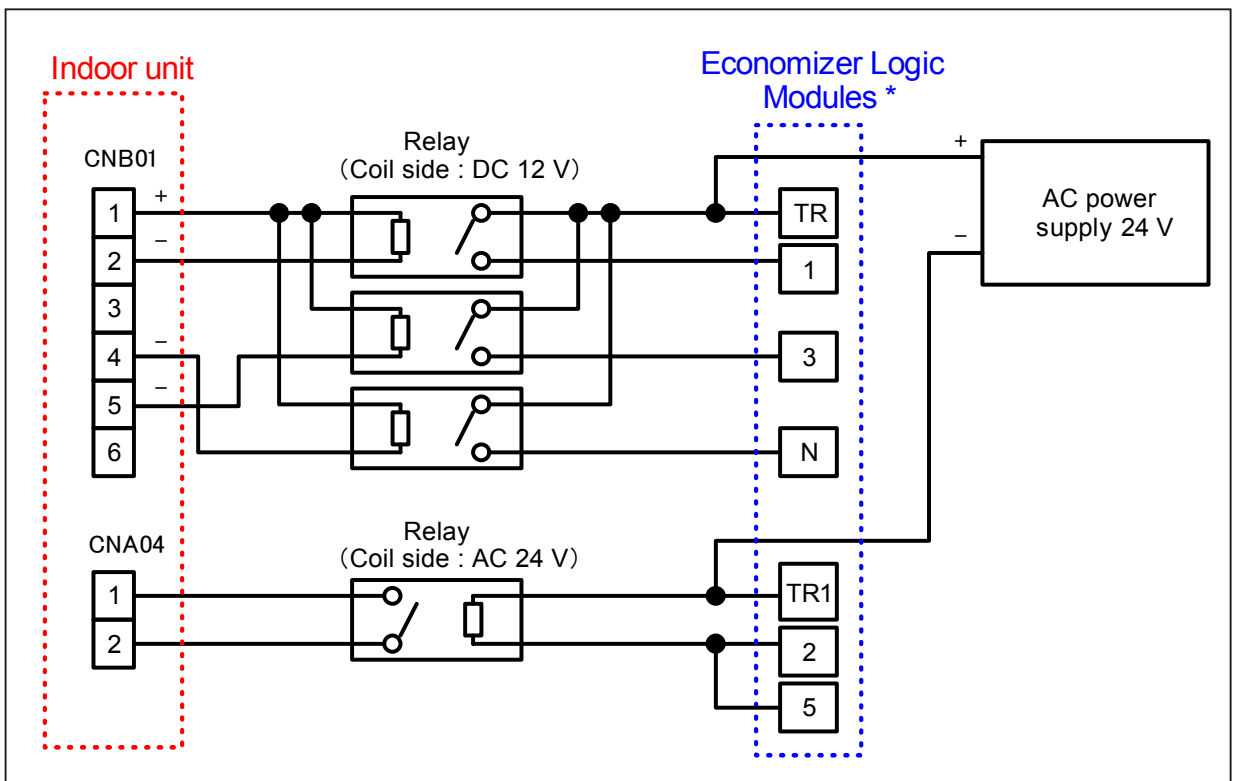 Indoor unit
Economizer Logic
Modules *
CNB01
Relay
(Coil side : DC 12 V)
+
1
−
2
3
−
4
−
5
6
TR
1
3
N
+
AC power
supply 24 V
−
CNA04
Relay
(Coil side : AC 24 V)
1
2
TR1
2
5